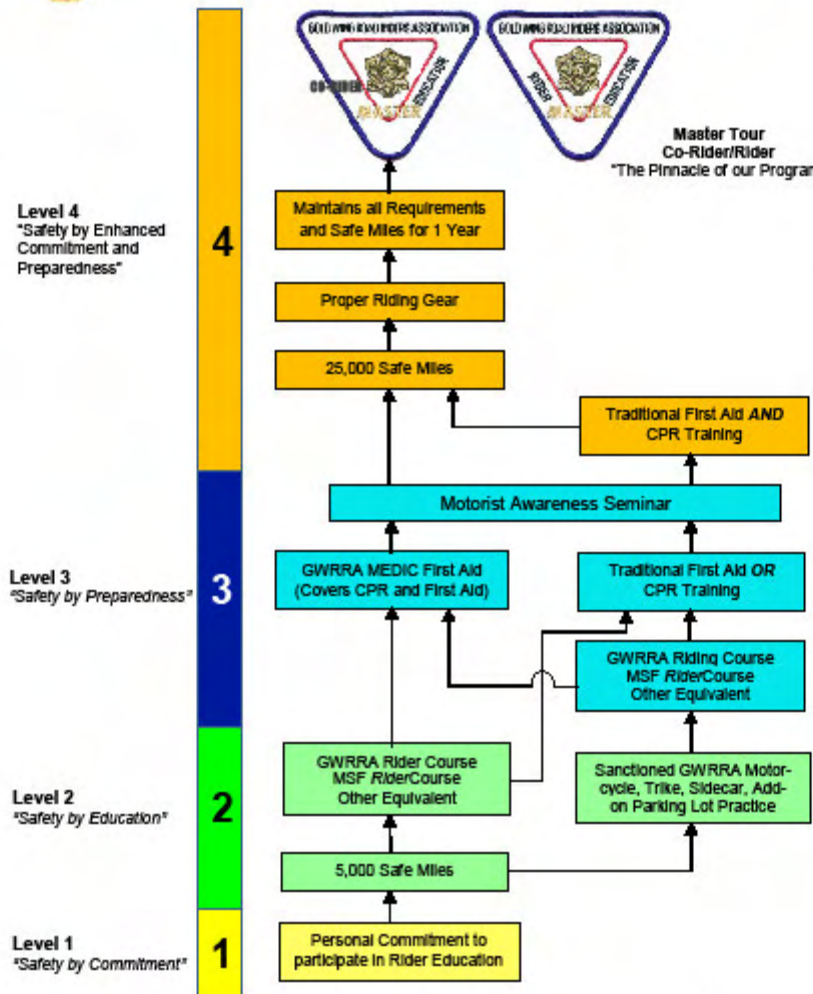 GOLD WING ROAD RIDERS ASSOCIATION
CO-RIDER
EDUCATION
MASTER
GOLD WING ROAD RIDERS ASSOCIATION
RIDER
EDUCATION
MASTER
Master Tour
Co-Rider/Rider
"The Pinnacle of our Program
Level 4
"Safety by Enhanced
Commitment and
Preparedness"
4
Maintains all Requirements
and Safe Miles for 1 Year
Proper Riding Gear
25,000 Safe Miles
Traditional First Aid AND
CPR Training
Motorist Awareness Seminar
Level 3
"Safety by Preparedness"
3
GWRRA MEDIC First Aid
(Covers CPR and First Aid)
Traditional First Aid OR
CPR Training
GWRRA Riding Course
MSF RiderCourse
Other Equivalent
Level 2
"Safety by Education"
2
GWRRA Rider Course
MSF RiderCourse
Other Equivalent
Sanctioned GWRRA Motor-
cycle, Trike, Sidecar, Add-
on Parking Lot Practice
5,000 Safe Miles
Level 1
"Safety by Commitment"
1
Personal Commitment to
participate in Rider Education